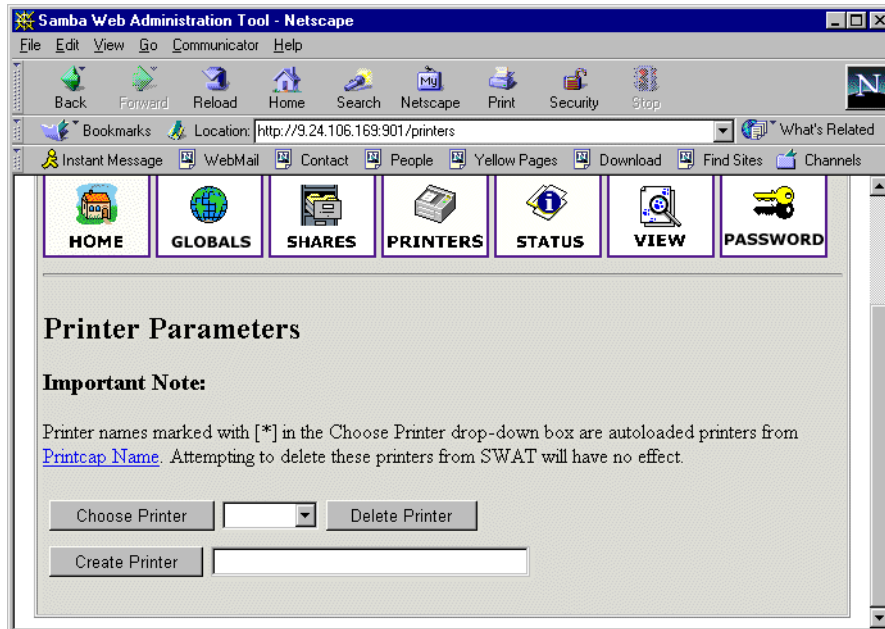 Samba Web Administration Tool - Netscape
File Edit View Go Communicator Help
Back Forward Reload Home Search Netscape Print Security Stop
Bookmarks Location: http://9.24.106.169:901/printers What's Related
Instant Message WebMail Contact People Yellow Pages Download Find Sites Channels
HOME GLOBALS SHARES PRINTERS STATUS VIEW PASSWORD
Printer Parameters
Important Note:
Printer names marked with [*] in the Choose Printer drop-down box are autoloaded printers from
Printcap Name. Attempting to delete these printers from SWAT will have no effect.
Choose Printer Delete Printer
Create Printer